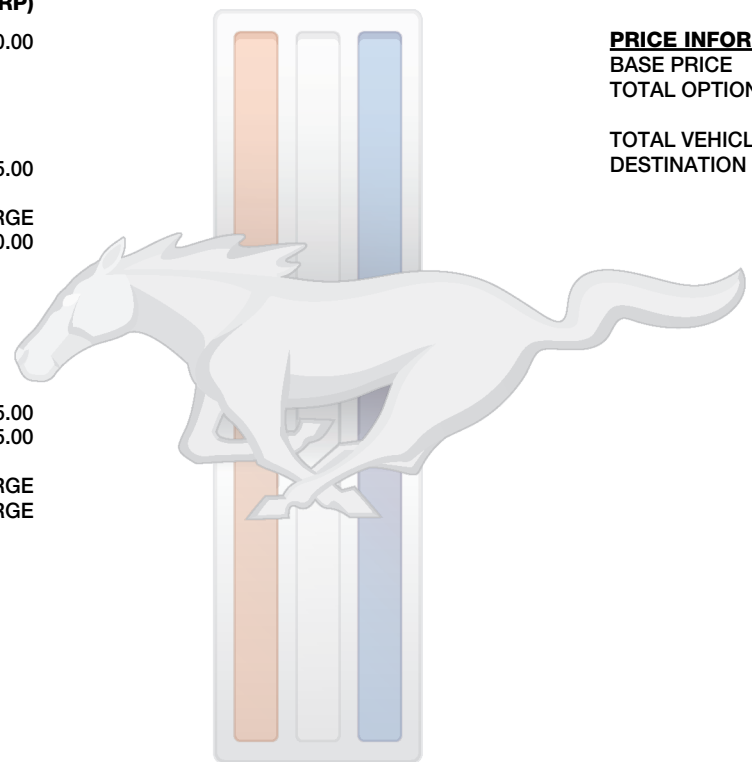 RP)
0.00
5.00
RGE
0.00
5.00
5.00
RGE
RGE
PRICE INFOR
BASE PRICE
TOTAL OPTION
TOTAL VEHICL
DESTINATION